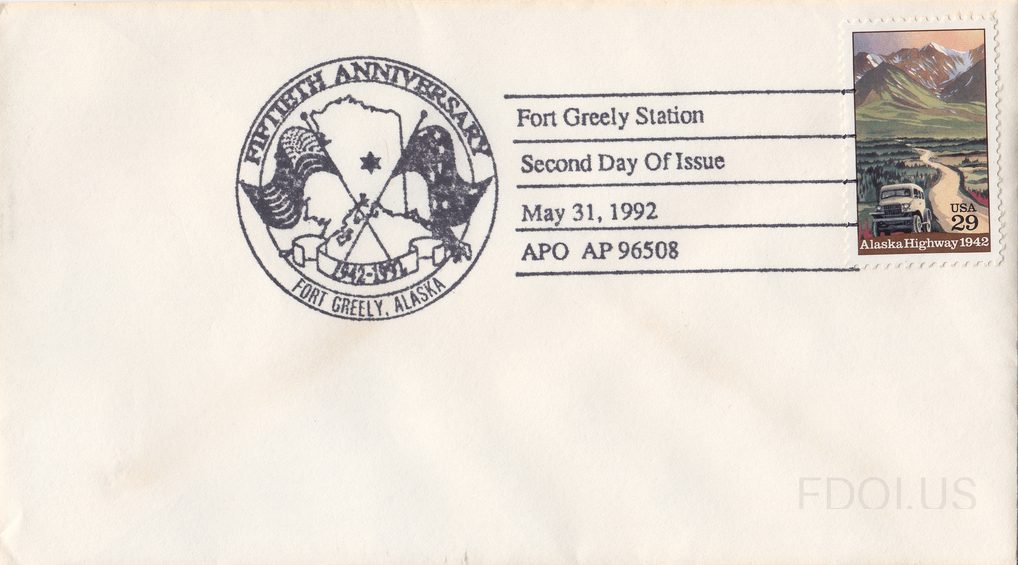 FIFTIETH ANNIVERSARY
1942-1992
FORT GREELY, ALASKA
Fort Greely Station
Second Day Of Issue
May 31, 1992
APO AP 96508
USA
29
Alaska Highway 1942
FDOI.US